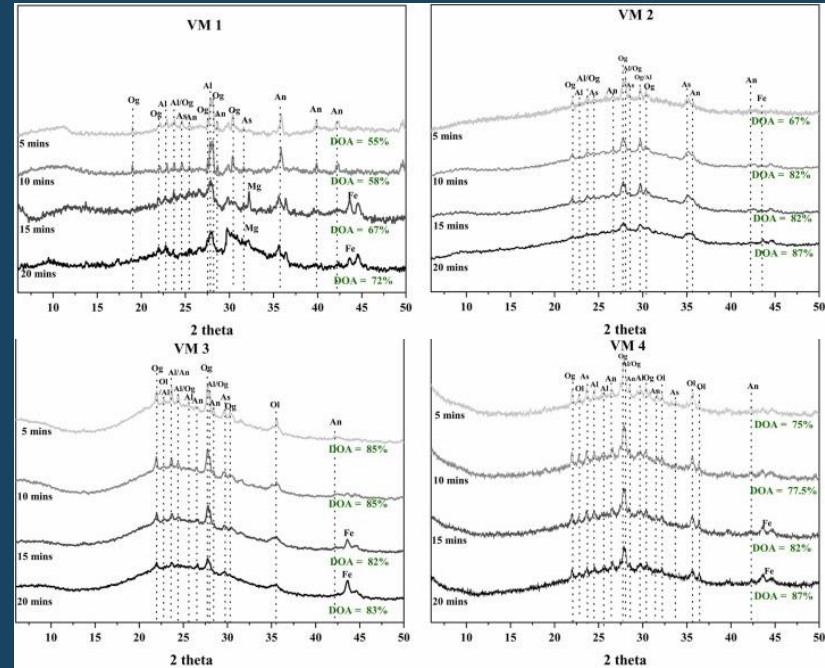 VM 1
Og
Og
Al
Al/Og
As
An
Og
Al
Og
An
Og
As
An
An
An
5 mins
DOA = 55%
10 mins
DOA = 58%
Mg
Fe
15 mins
DOA = 67%
Mg
Fe
20 mins
DOA = 72%
10 15 20 25 30 35 40 45 50
2 theta
VM 2
Og
Al
Al/Og
As
An
Og
Al/Og
As
Og/Al
Og
As
An
An
Fe
5 mins
DOA = 67%
10 mins
DOA = 82%
15 mins
DOA = 82%
20 mins
DOA = 87%
10 15 20 25 30 35 40 45 50
2 theta
VM 3
Og
Ol
Al
Al/An
Al/Og
Al
An
Og
Al/Og
An
As
Og
Ol
An
5 mins
DOA = 85%
10 mins
DOA = 85%
Fe
15 mins
DOA = 82%
Fe
20 mins
DOA = 83%
10 15 20 25 30 35 40 45 50
2 theta
VM 4
Og
Ol
As
Al
Al
An
Og
Al/Og
An
Al
Og
An
Ol
As
Ol
Ol
An
5 mins
DOA = 75%
10 mins
DOA = 77.5%
Fe
15 mins
DOA = 82%
Fe
20 mins
DOA = 87%
10 15 20 25 30 35 40 45 50
2 theta